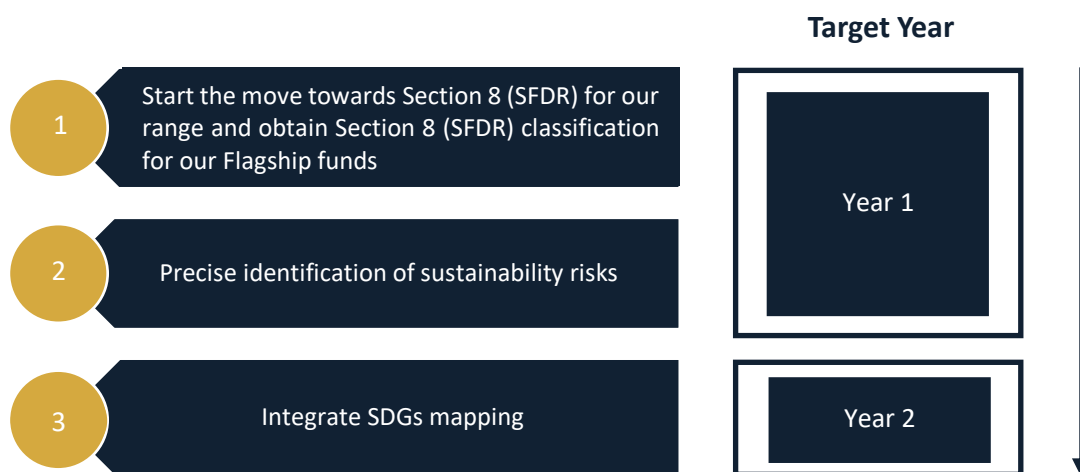 Target Year
1
Start the move towards Section 8 (SFDR) for our
range and obtain Section 8 (SFDR) classification
for our Flagship funds
Year 1
2
Precise identification of sustainability risks
3
Integrate SDGs mapping
Year 2